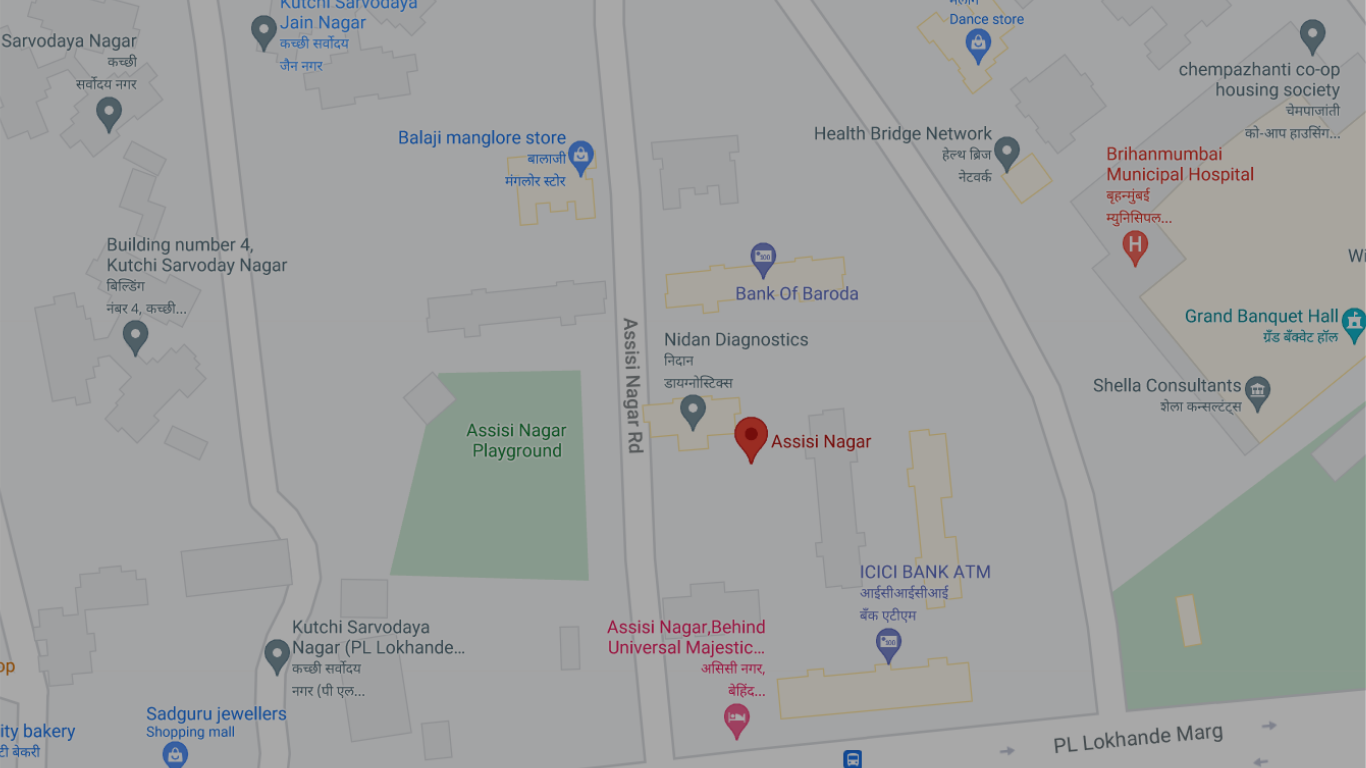 Kutchi Sarvodaya
Jain Nagar
कच्छी सर्वोदय
जैन नगर
Sarvodaya Nagar
कच्छी
सर्वोदय नगर
मलांग
Dance store
chempazhanti co-op
housing society
चेमपाजांती
को-आप हाउसिंग...
Balaji manglore store
बालाजी
मंगलोर स्टोर
Health Bridge Network
हेल्थ ब्रिज
नेटवर्क
Brihanmumbai
Municipal Hospital
बृहन्मुंबई
म्युनिसिपल...
H
Building number 4,
Kutchi Sarvoday Nagar
बिल्डिंग
नंबर 4, कच्छी...
Wi
Bank Of Baroda
Grand Banquet Hall
ग्रँड बँक्वेट हॉल
Assisi Nagar Rd
Nidan Diagnostics
निदान
डायग्नोस्टिक्स
Shella Consultants
शेला कन्सल्टंट्स
Assisi Nagar
Playground
Assisi Nagar
ICICI BANK ATM
आईसीआईसीआई
बँक एटीएम
Kutchi Sarvodaya
Nagar (PL Lokhande...
कच्छी सर्वोदय
नगर (पी एल...
Assisi Nagar,Behind
Universal Majestic...
असिसी नगर,
बेहिंद...
op
Sadguru jewellers
Shopping mall
ity bakery
टी बेकरी
PL Lokhande Marg